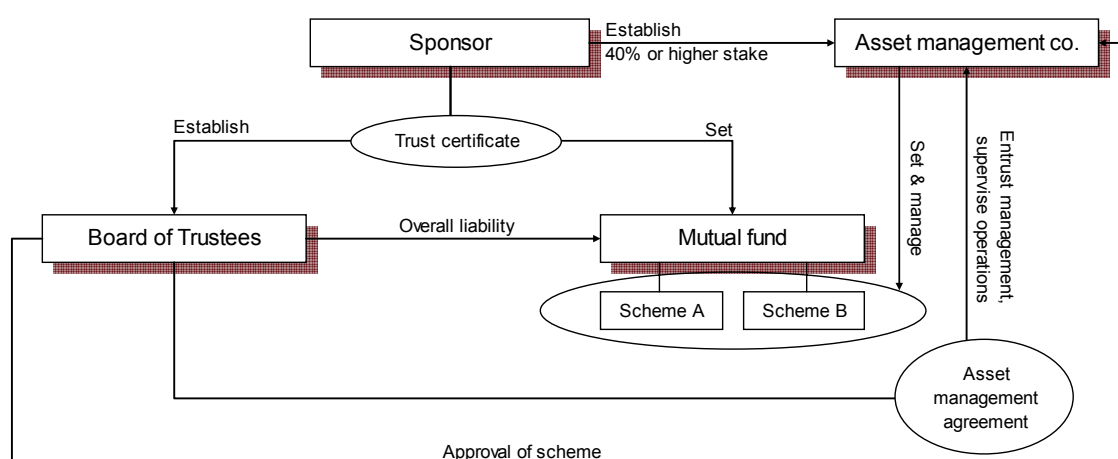 Sponsor
Establish
40% or higher stake
Asset management co.
Establish
Trust certificate
Set
Set & manage
Entrust management,
supervise operations
Board of Trustees
Overall liability
Mutual fund
Scheme A
Scheme B
Asset
management
agreement
Approval of scheme